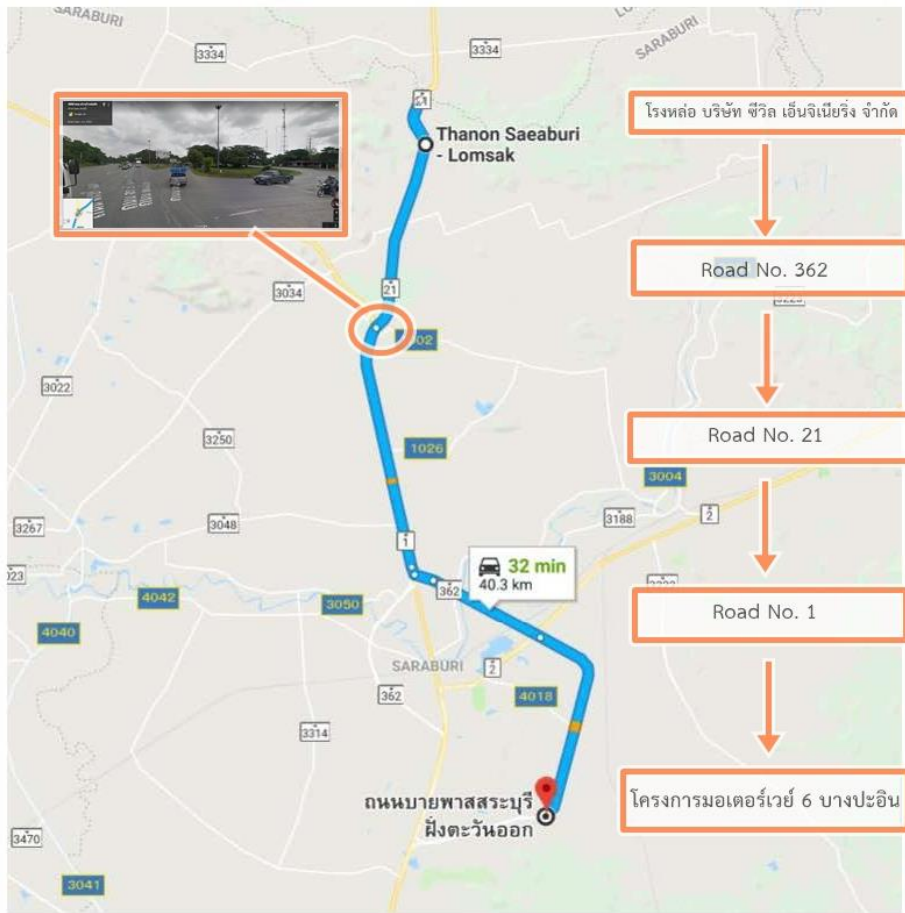 SARABURI
3334
3334
SARABURI
21
Thanon Saeaburi
- Lomsak
โรงหล่อ บริษัท ซีวิล เอ็นจิเนียริ่ง จำกัด
Road No. 362
3034
21
3022
3250
1026
Road No. 21
3004
3267
3048
3188
2
1
32 min
40.3 km
362
4042
3050
4040
Road No. 1
SARABURI
2
362
4018
3314
ถนนบายพาสสระบุรี
ฝั่งตะวันออก
โครงการมอเตอร์เวย์ 6 บางปะอิน
3470
3041